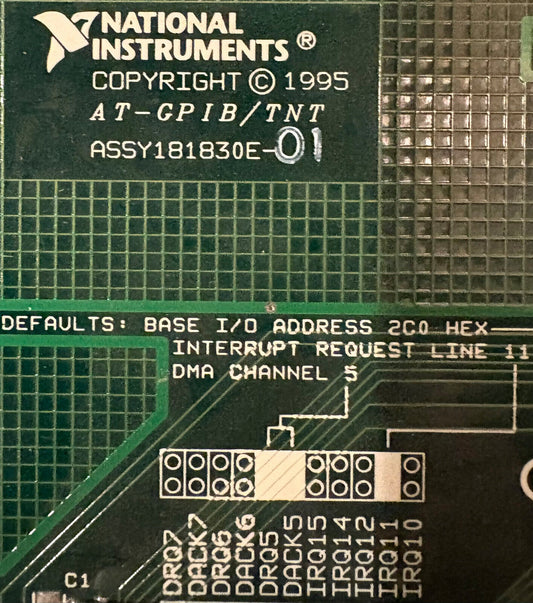 NATIONAL
INSTRUMENTS ®
COPYRIGHT © 1995
AT-GPIB/TNT
ASSY181830E-01
DEFAULTS: BASE I/O ADDRESS 2C0 HEX
INTERRUPT REQUEST LINE 11
DMA CHANNEL 5
DRQ7
DACK7
DRQ6
DACK6
DRQ5
DACK5
IRQ15
IRQ14
IRQ12
IRQ11
IRQ10
C1